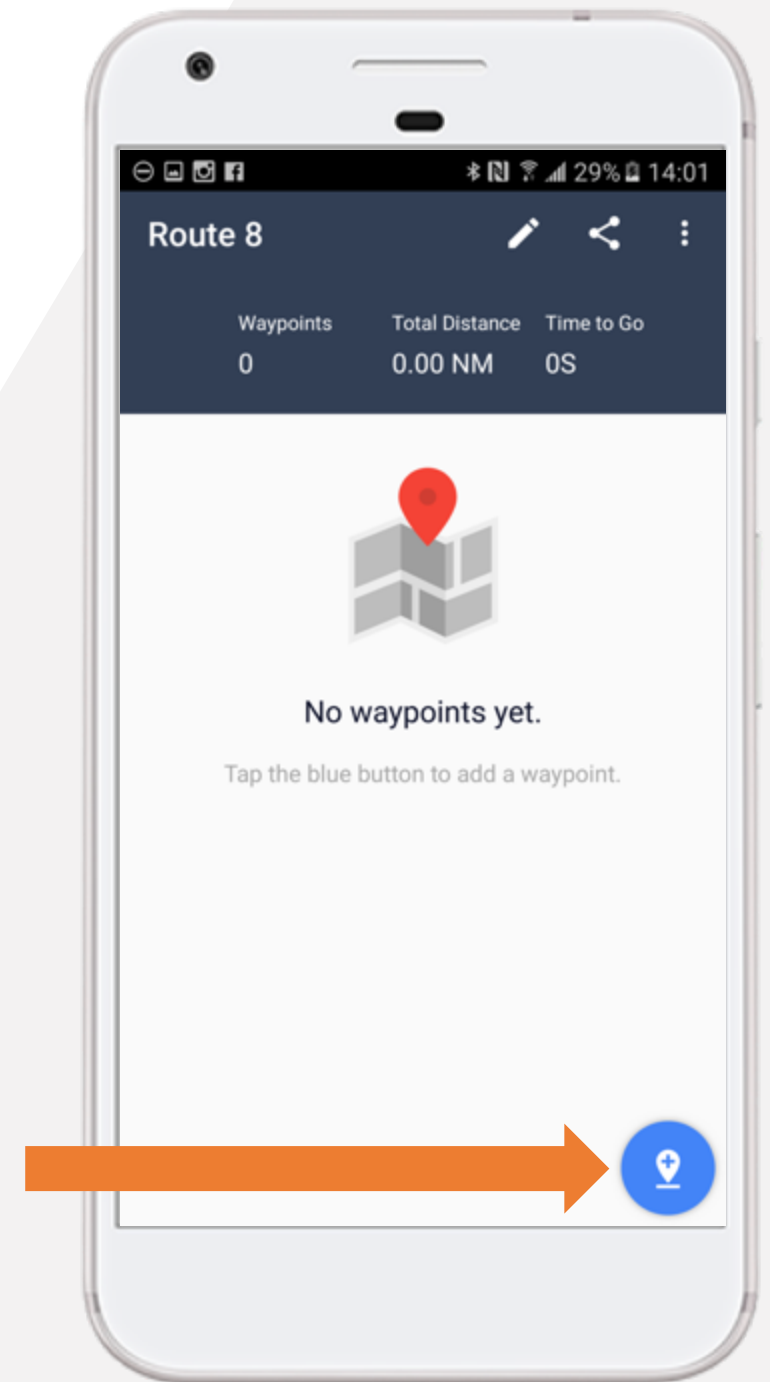 29% 14:01
Route 8
Waypoints Total Distance Time to Go
0 0.00 NM 0S
No waypoints yet.
Tap the blue button to add a waypoint.